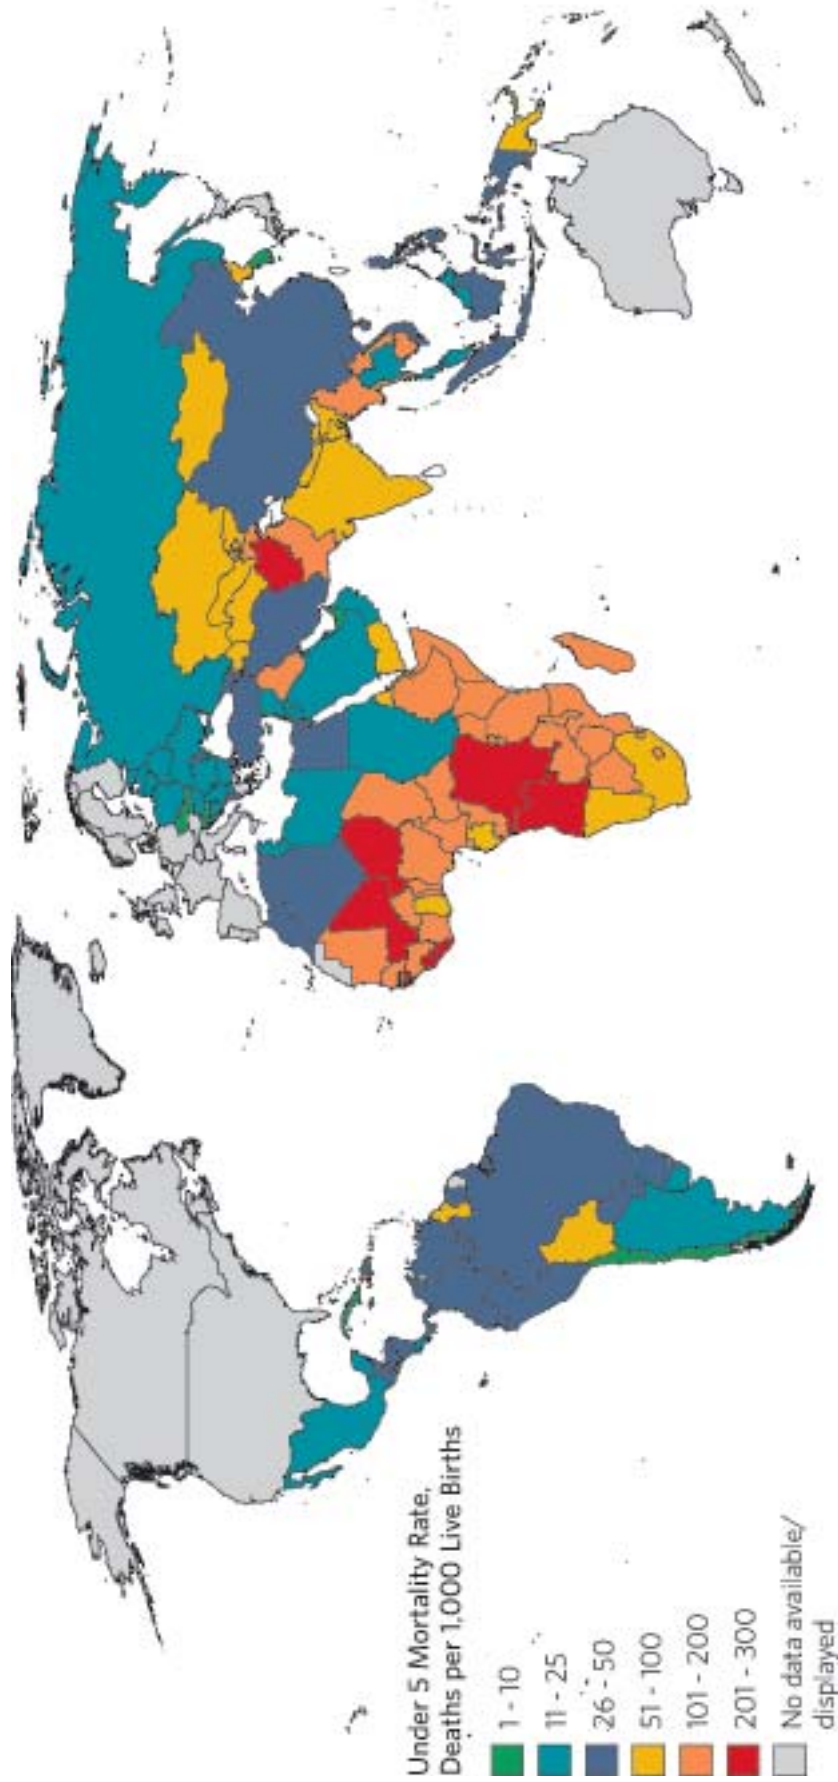 Under 5 Mortality Rate,
Deaths per 1,000 Live Births
1 - 10
11 - 25
26 - 50
51 - 100
101 - 200
201 - 300
No data available/
displayed